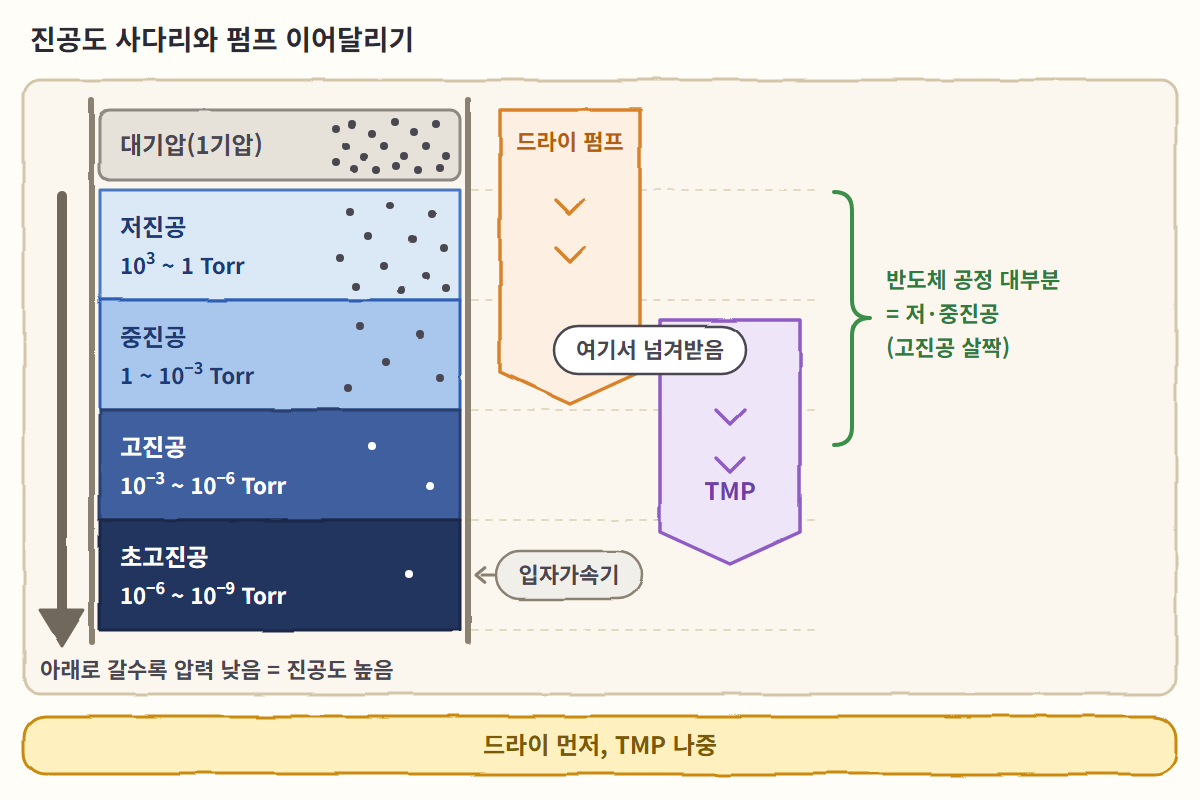 진공도 사다리와 펌프 이어달리기
대기압(1기압)
저진공
10³ ~ 1 Torr
중진공
1 ~ 10⁻³ Torr
고진공
10⁻³ ~ 10⁻⁶ Torr
초고진공
10⁻⁶ ~ 10⁻⁹ Torr
드라이 펌프
여기서 넘겨받음
TMP
입자가속기
반도체 공정 대부분
= 저·중진공
(고진공 살짝)
아래로 갈수록 압력 낮음 = 진공도 높음
드라이 먼저, TMP 나중